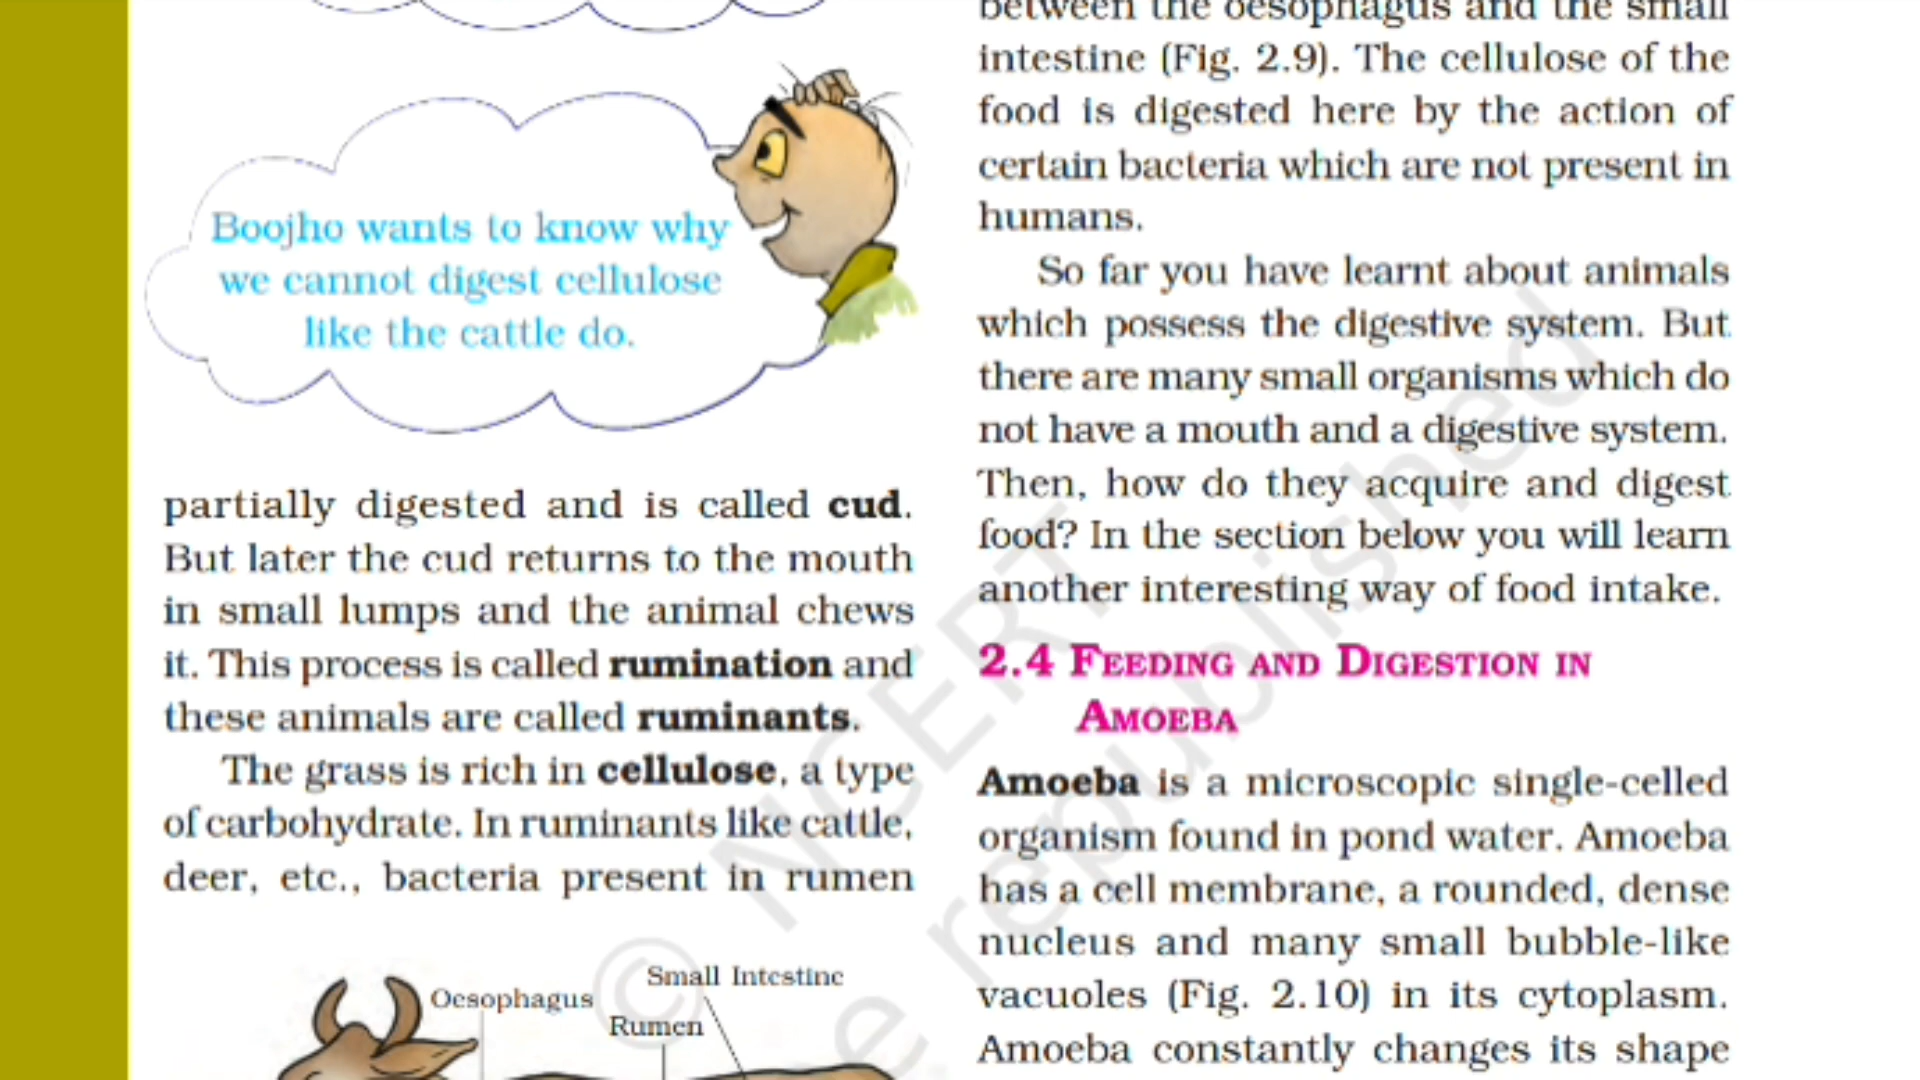 Boojho wants to know why
we cannot digest cellulose
like the cattle do.
partially digested and is called cud.
But later the cud returns to the mouth
in small lumps and the animal chews
it. This process is called rumination and
these animals are called ruminants.
The grass is rich in cellulose, a type
of carbohydrate. In ruminants like cattle,
deer, etc., bacteria present in rumen
Small Intestine
Oesophagus
Rumen
between the oesophagus and the small
intestine (Fig. 2.9). The cellulose of the
food is digested here by the action of
certain bacteria which are not present in
humans.
So far you have learnt about animals
which possess the digestive system. But
there are many small organisms which do
not have a mouth and a digestive system.
Then, how do they acquire and digest
food? In the section below you will learn
another interesting way of food intake.
2.4 FEEDING AND DIGESTION IN
AMOEBA
Amoeba is a microscopic single-celled
organism found in pond water. Amoeba
has a cell membrane, a rounded, dense
nucleus and many small bubble-like
vacuoles (Fig. 2.10) in its cytoplasm.
Amoeba constantly changes its shape
© NCERT
e republished